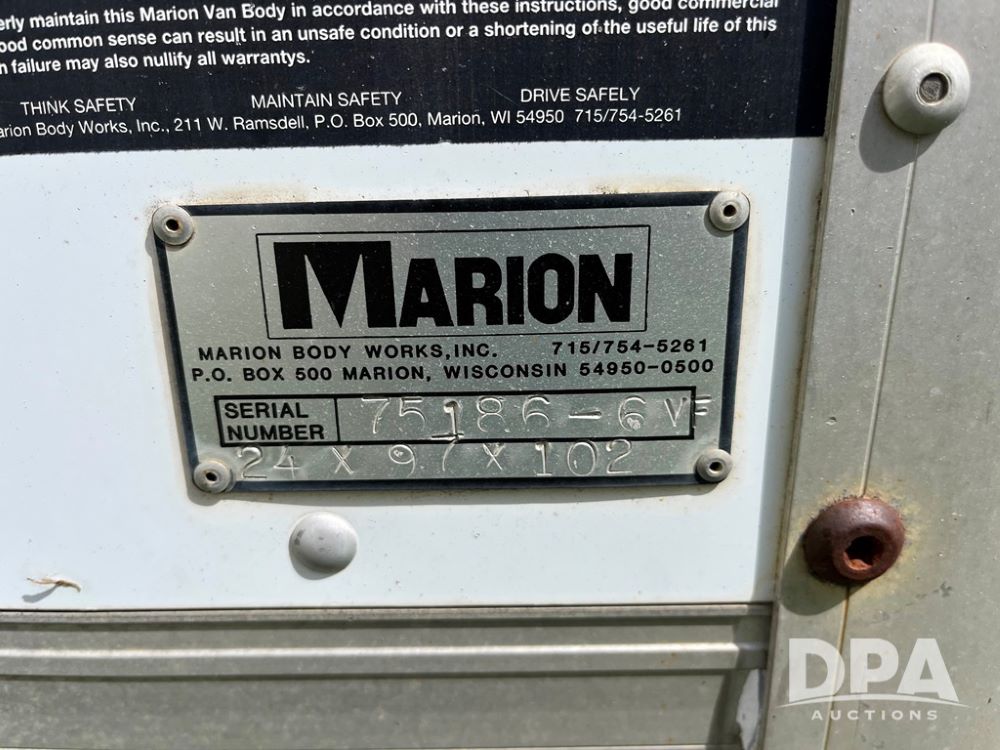 erly maintain this Marion Van Body in accordance with these instructions, good commercial
ood common sense can result in an unsafe condition or a shortening of the useful life of this
n failure may also nullify all warrantys.
THINK SAFETY MAINTAIN SAFETY DRIVE SAFELY
arion Body Works, Inc., 211 W. Ramsdell, P.O. Box 500, Marion, WI 54950 715/754-5261
MARION
MARION BODY WORKS, INC. 715/754-5261
P.O. BOX 500 MARION, WISCONSIN 54950-0500
SERIAL NUMBER 75186-6VF
24 X 97 X 102
DPA
AUCTIONS